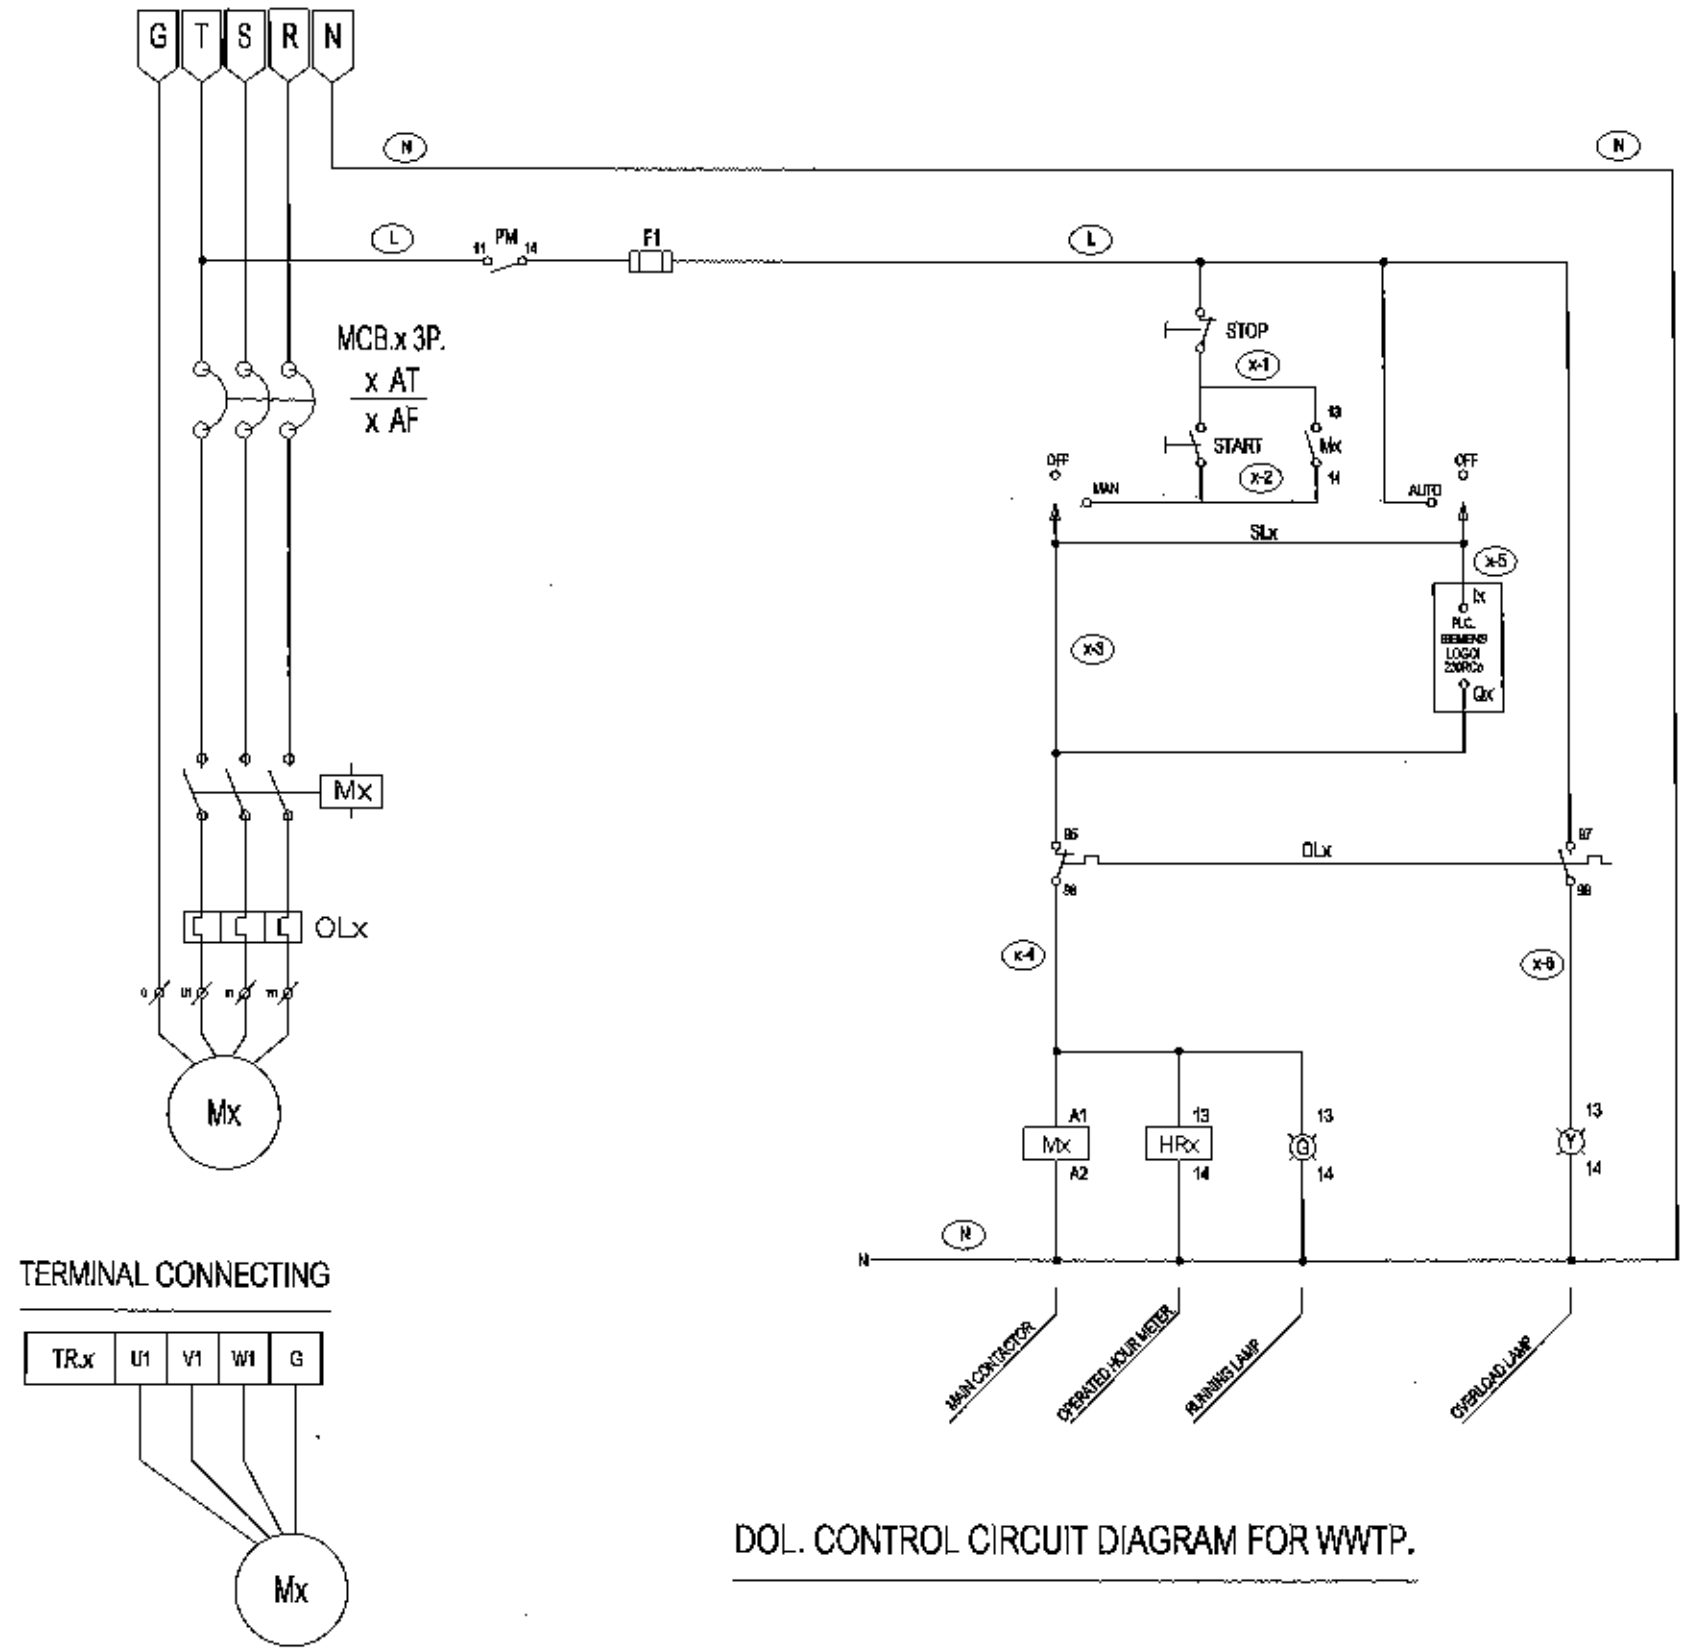 G T S R N
N
N
L
11 PM 14
F1
L
MCB.x 3P.
x AT
x AF
STOP
x-1
13
START
Mx
14
x-2
OFF
MAN
OFF
AUTO
SLx
x-5
Ix
PLC.
SIEMENS
LOGO!
230RCo
Qx
x-3
Mx
95
OLx
97
96
98
OLx
x-4
x-6
G U1
Mx
A1
Mx
A2
13
HRx
14
13
G
14
13
Y
14
N
N
MAIN CONTACTOR
OPERATED HOUR METER.
RUNNING LAMP
OVERLOAD LAMP
TERMINAL CONNECTING
TR.x U1 V1 W1 G
Mx
DOL. CONTROL CIRCUIT DIAGRAM FOR WWTP.